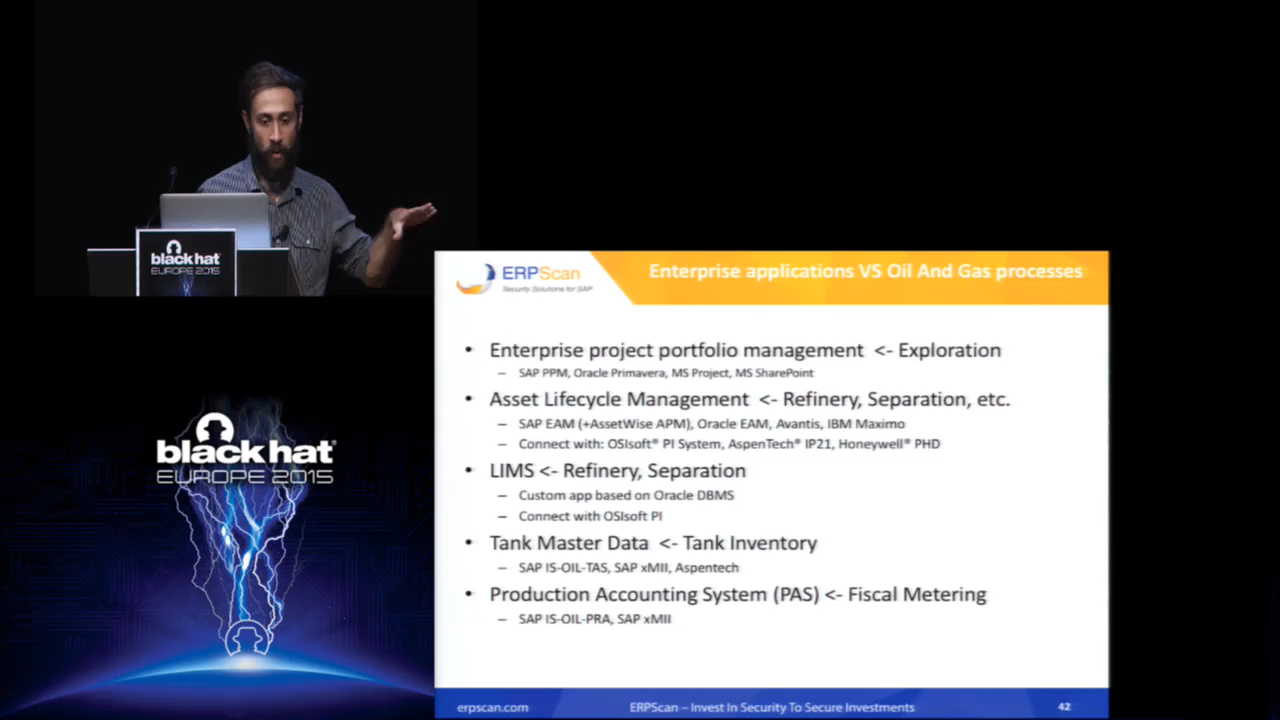 black hat
EUROPE 2015
ERPScan
Security Solutions for SAP
Enterprise applications VS Oil And Gas processes
• Enterprise project portfolio management <- Exploration
– SAP PPM, Oracle Primavera, MS Project, MS SharePoint
• Asset Lifecycle Management <- Refinery, Separation, etc.
– SAP EAM (+AssetWise APM), Oracle EAM, Avantis, IBM Maximo
– Connect with: OSIsoft® PI System, AspenTech® IP21, Honeywell® PHD
• LIMS <- Refinery, Separation
– Custom app based on Oracle DBMS
– Connect with OSIsoft PI
• Tank Master Data <- Tank Inventory
– SAP IS-OIL-TAS, SAP xMII, Aspentech
• Production Accounting System (PAS) <- Fiscal Metering
– SAP IS-OIL-PRA, SAP xMII
erpscan.com
ERPScan – Invest In Security To Secure Investments
42
black hat®
EUROPE 2015